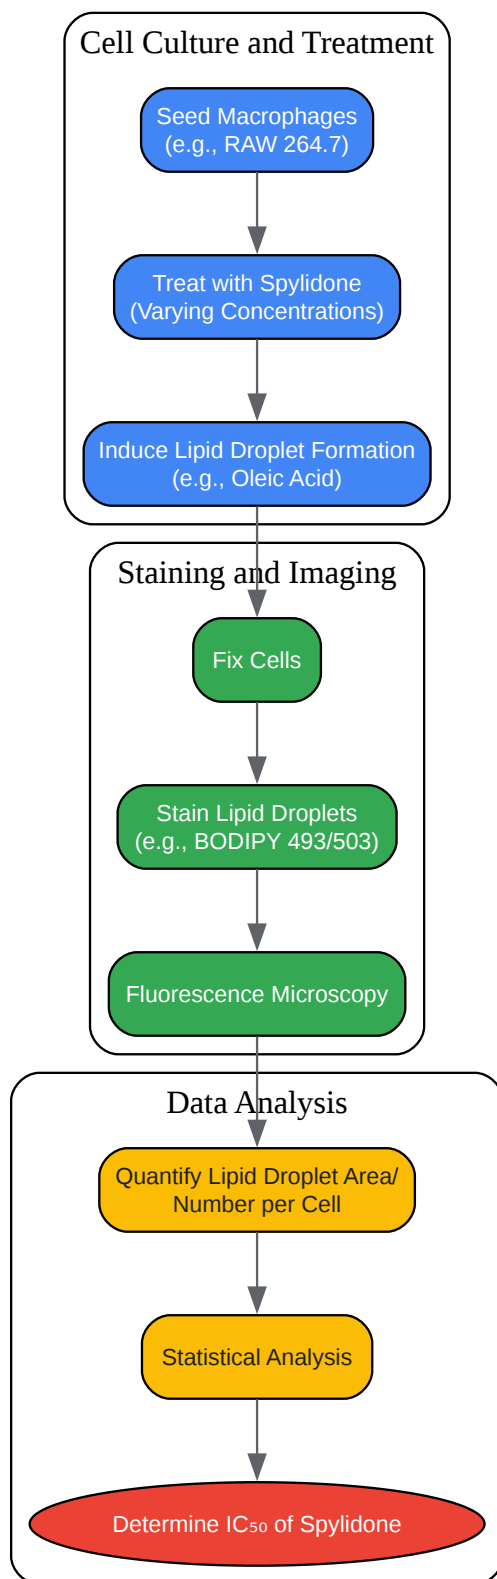 Cell Culture and Treatment
Seed Macrophages
(e.g., RAW 264.7)
Treat with Spylidone
(Varying Concentrations)
Induce Lipid Droplet Formation
(e.g., Oleic Acid)
Staining and Imaging
Fix Cells
Stain Lipid Droplets
(e.g., BODIPY 493/503)
Fluorescence Microscopy
Data Analysis
Quantify Lipid Droplet Area/
Number per Cell
Statistical Analysis
Determine IC₅₀ of Spylidone